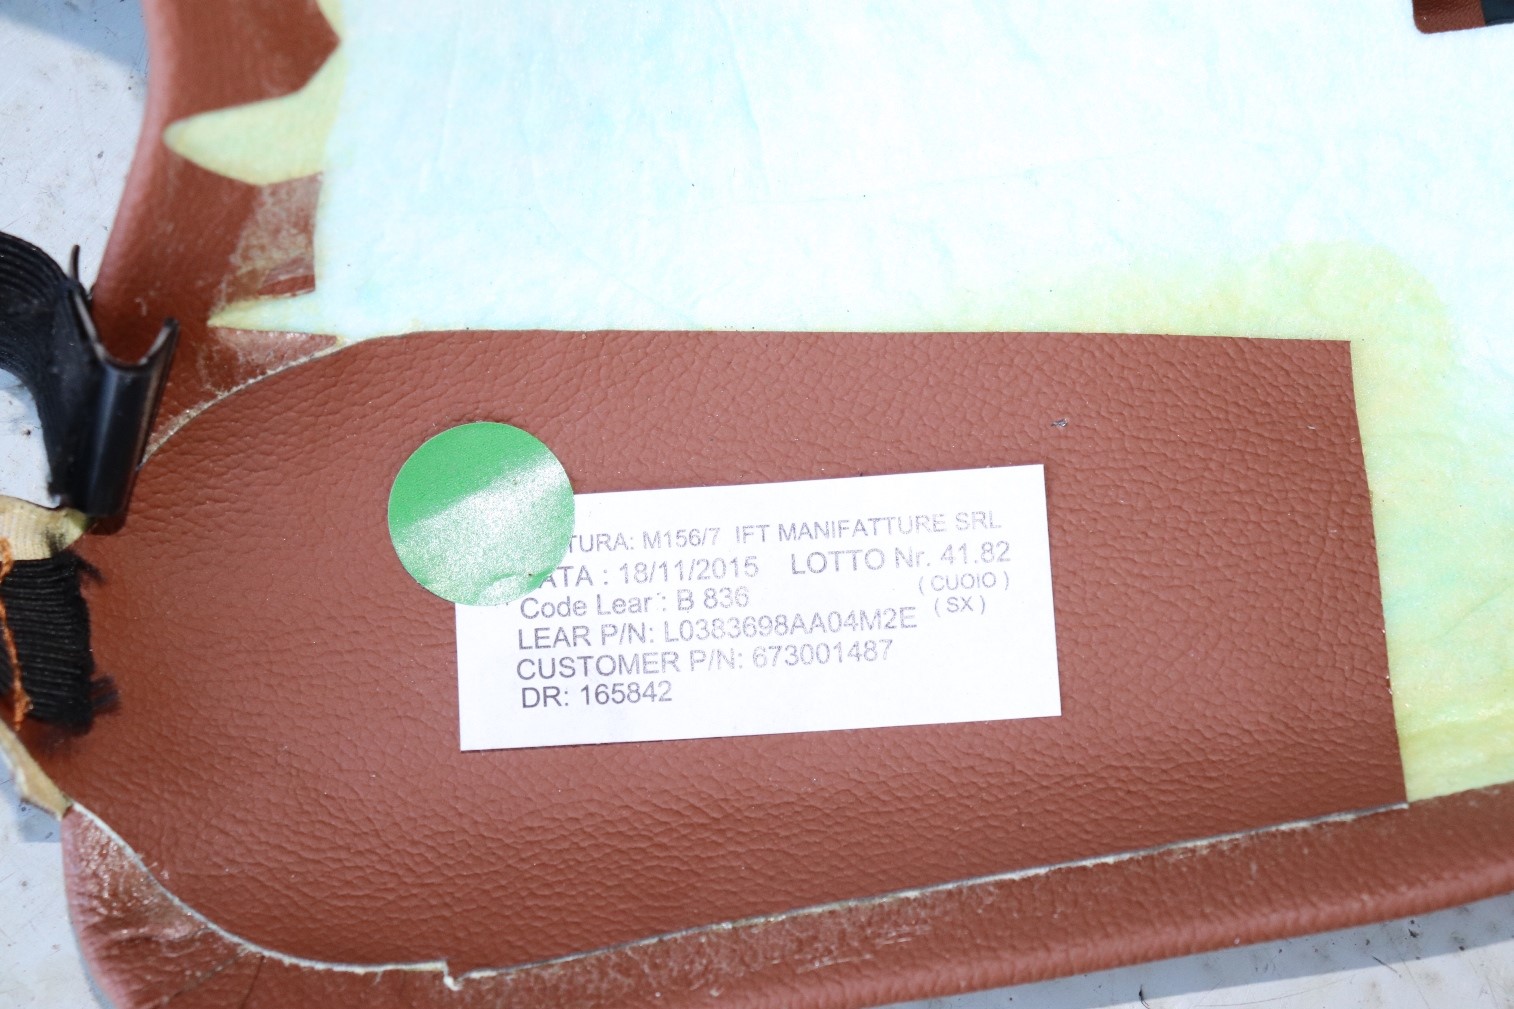 TURA: M156/7 IFT MANIFATTURE SRL
ATA : 18/11/2015 LOTTO Nr. 41.82
Code Lear : B 836 ( CUOIO )
LEAR P/N: L0383698AA04M2E ( SX )
CUSTOMER P/N: 673001487
DR: 165842